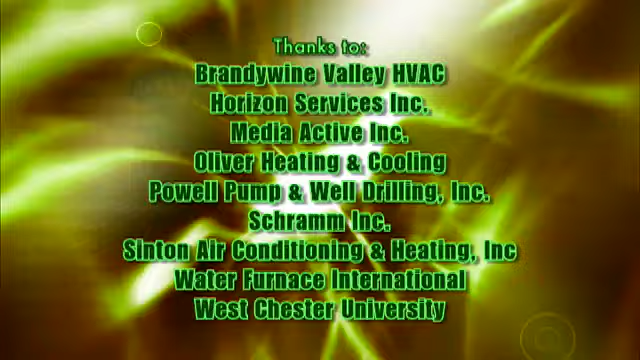 Thanks to:
Brandywine Valley HVAC
Horizon Services Inc.
Media Active Inc.
Oliver Heating & Cooling
Powell Pump & Well Drilling, Inc.
Schramm Inc.
Sinton Air Conditioning & Heating, Inc
Water Furnace International
West Chester University